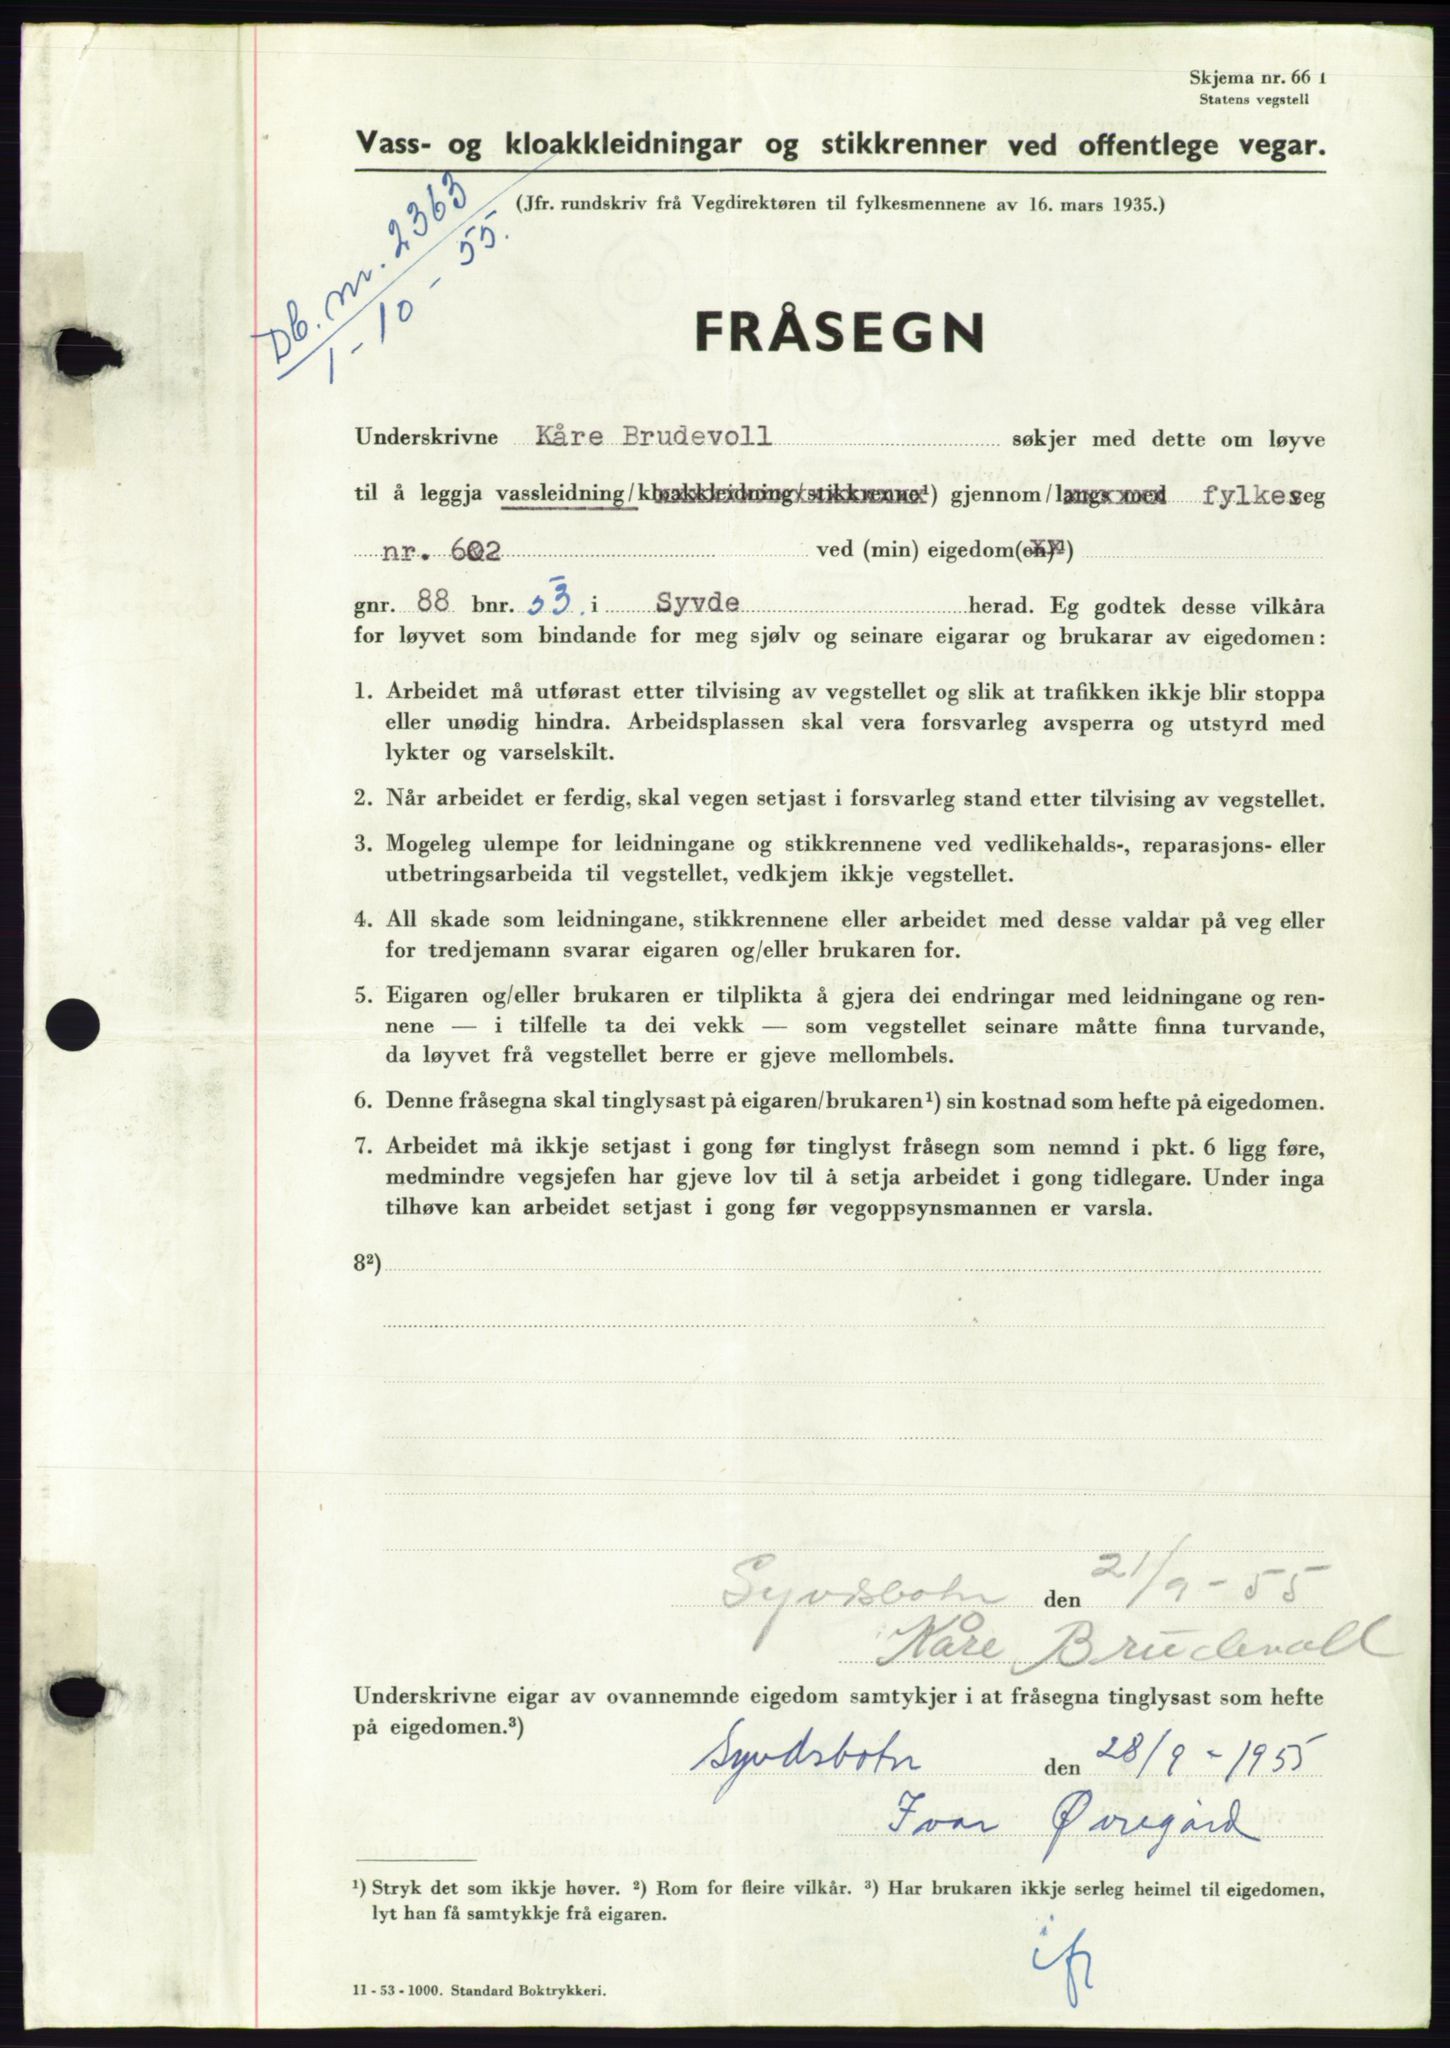 Skjema nr. 66 1
Statens vegstell
Vass- og kloakkleidningar og stikkrenner ved offentlege vegar.
(Jfr. rundskriv frå Vegdirektøren til fylkesmennene av 16. mars 1935.)
Db. nr. 2363
1-10-55.
FRÅSEGN
Underskrivne Kåre Brudevoll søkjer med dette om løyve
til å leggja vassleidning/kloakkleidning/stikkrenne¹) gjennom/langs med fylkesveg
nr. 602 ved (min) eigedom(en)¹)
gnr. 88 bnr. 53. i Syvde herad. Eg godtek desse vilkåra
for løyvet som bindande for meg sjølv og seinare eigarar og brukarar av eigedomen:
1. Arbeidet må utførast etter tilvising av vegstellet og slik at trafikken ikkje blir stoppa
eller unødig hindra. Arbeidsplassen skal vera forsvarleg avsperra og utstyrd med
lykter og varselskilt.
2. Når arbeidet er ferdig, skal vegen setjast i forsvarleg stand etter tilvising av vegstellet.
3. Mogeleg ulempe for leidningane og stikkrennene ved vedlikehalds-, reparasjons- eller
utbetringsarbeida til vegstellet, vedkjem ikkje vegstellet.
4. All skade som leidningane, stikkrennene eller arbeidet med desse valdar på veg eller
for tredjemann svarar eigaren og/eller brukaren for.
5. Eigaren og/eller brukaren er tilplikta å gjera dei endringar med leidningane og ren-
nene — i tilfelle ta dei vekk — som vegstellet seinare måtte finna turvande,
da løyvet frå vegstellet berre er gjeve mellombels.
6. Denne fråsegna skal tinglysast på eigaren/brukaren¹) sin kostnad som hefte på eigedomen.
7. Arbeidet må ikkje setjast i gong før tinglyst fråsegn som nemnd i pkt. 6 ligg føre,
medmindre vegsjefen har gjeve lov til å setja arbeidet i gong tidlegare. Under inga
tilhøve kan arbeidet setjast i gong før vegoppsynsmannen er varsla.
8²)
Syvdsbotn den 21/9-55
Kåre Brudevoll
Underskrivne eigar av ovannemnde eigedom samtykjer i at fråsegna tinglysast som hefte
på eigedomen.³)
Syvdsbotn den 28/9-1955
Ivar Øvregård
¹) Stryk det som ikkje høver. ²) Rom for fleire vilkår. ³) Har brukaren ikkje serleg heimel til eigedomen,
lyt han få samtykkje frå eigaren.
11-53-1000. Standard Boktrykkeri.